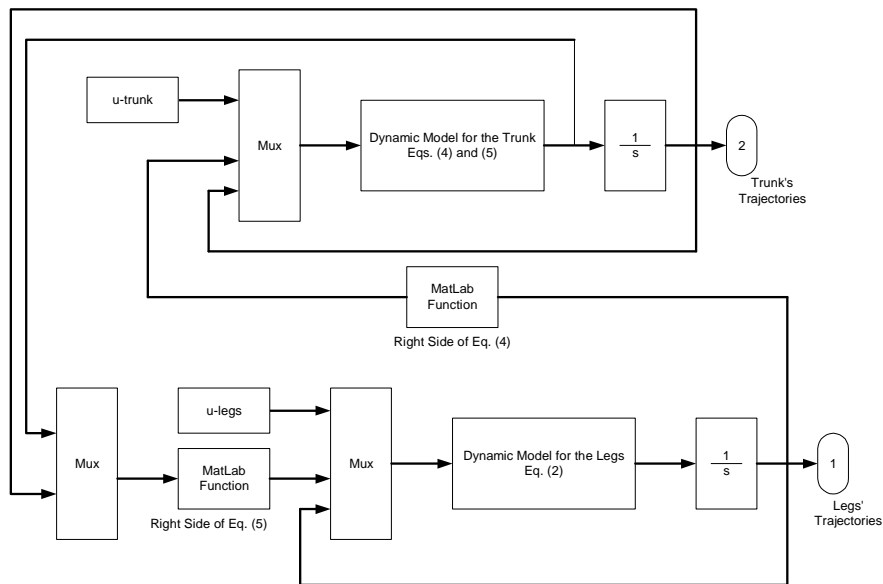 u-trunk
Mux
Dynamic Model for the Trunk
Eqs. (4) and (5)
1
s
2
Trunk's
Trajectories
MatLab
Function
Right Side of Eq. (4)
Mux
u-legs
MatLab
Function
Right Side of Eq. (5)
Mux
Dynamic Model for the Legs
Eq. (2)
1
s
1
Legs'
Trajectories